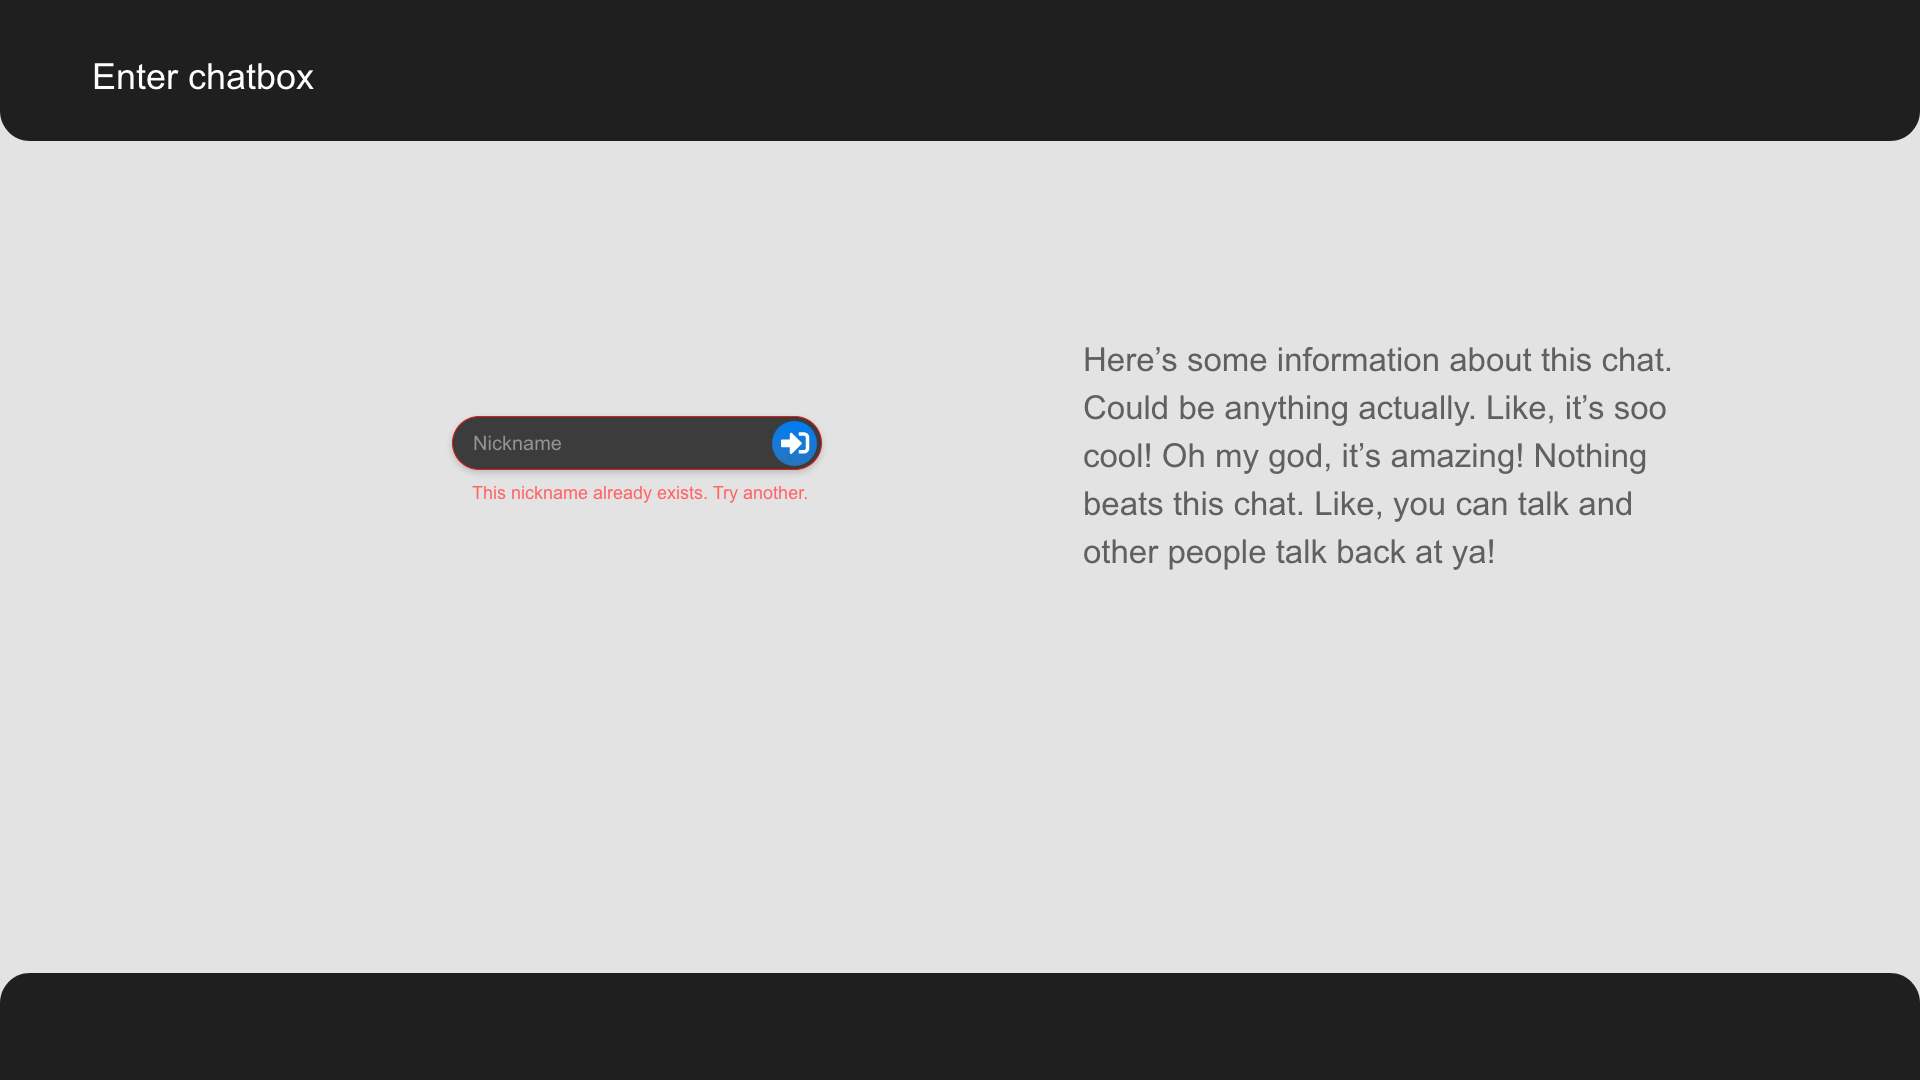 Enter chatbox
Nickname
This nickname already exists. Try another.
Here’s some information about this chat.
Could be anything actually. Like, it’s soo
cool! Oh my god, it’s amazing! Nothing
beats this chat. Like, you can talk and
other people talk back at ya!